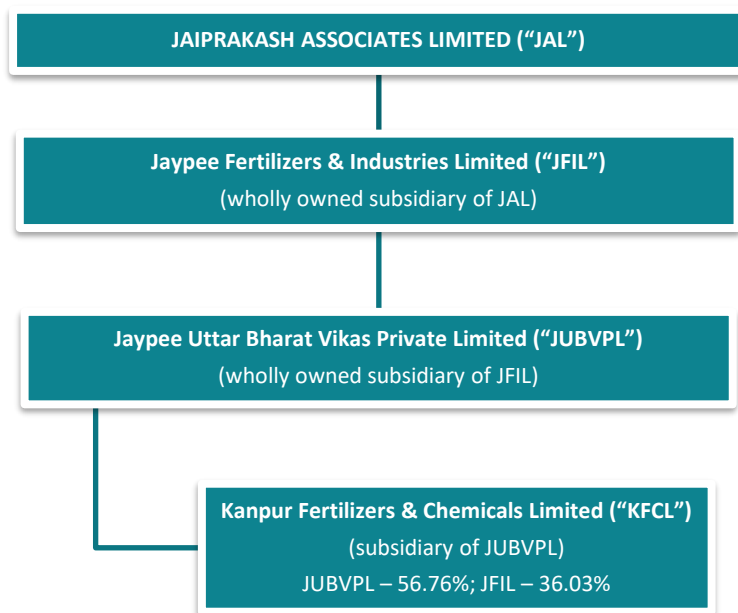 JAIPRAKASH ASSOCIATES LIMITED (“JAL”)
Jaypee Fertilizers & Industries Limited (“JFIL”)
(wholly owned subsidiary of JAL)
Jaypee Uttar Bharat Vikas Private Limited (“JUBVPL”)
(wholly owned subsidiary of JFIL)
Kanpur Fertilizers & Chemicals Limited (“KFCL”)
(subsidiary of JUBVPL)
JUBVPL – 56.76%; JFIL – 36.03%